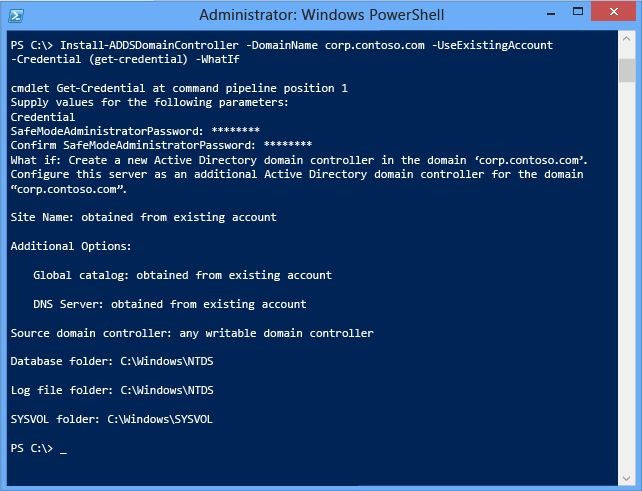 Administrator: Windows PowerShell
PS C:\> Install-ADDSDomainController -DomainName corp.contoso.com -UseExistingAccount
-Credential (get-credential) -WhatIf
cmdlet Get-Credential at command pipeline position 1
Supply values for the following parameters:
Credential
SafeModeAdministratorPassword: ********
Confirm SafeModeAdministratorPassword: ********
What if: Create a new Active Directory domain controller in the domain ‘corp.contoso.com’.
Configure this server as an additional Active Directory domain controller for the domain
“corp.contoso.com”.
Site Name: obtained from existing account
Additional Options:
Global catalog: obtained from existing account
DNS Server: obtained from existing account
Source domain controller: any writable domain controller
Database folder: C:\Windows\NTDS
Log file folder: C:\Windows\NTDS
SYSVOL folder: C:\Windows\SYSVOL
PS C:\> _